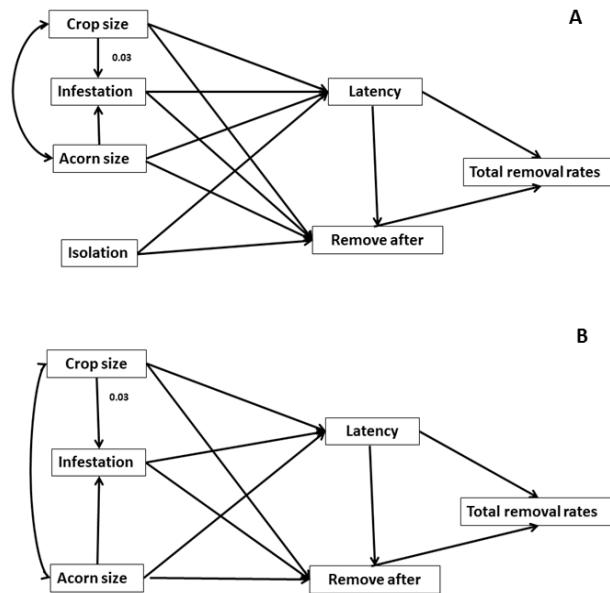 A
Crop size
0.03
Infestation
Latency
Acorn size
Total removal rates
Isolation
Remove after
B
Crop size
0.03
Latency
Infestation
Total removal rates
Acorn size
Remove after